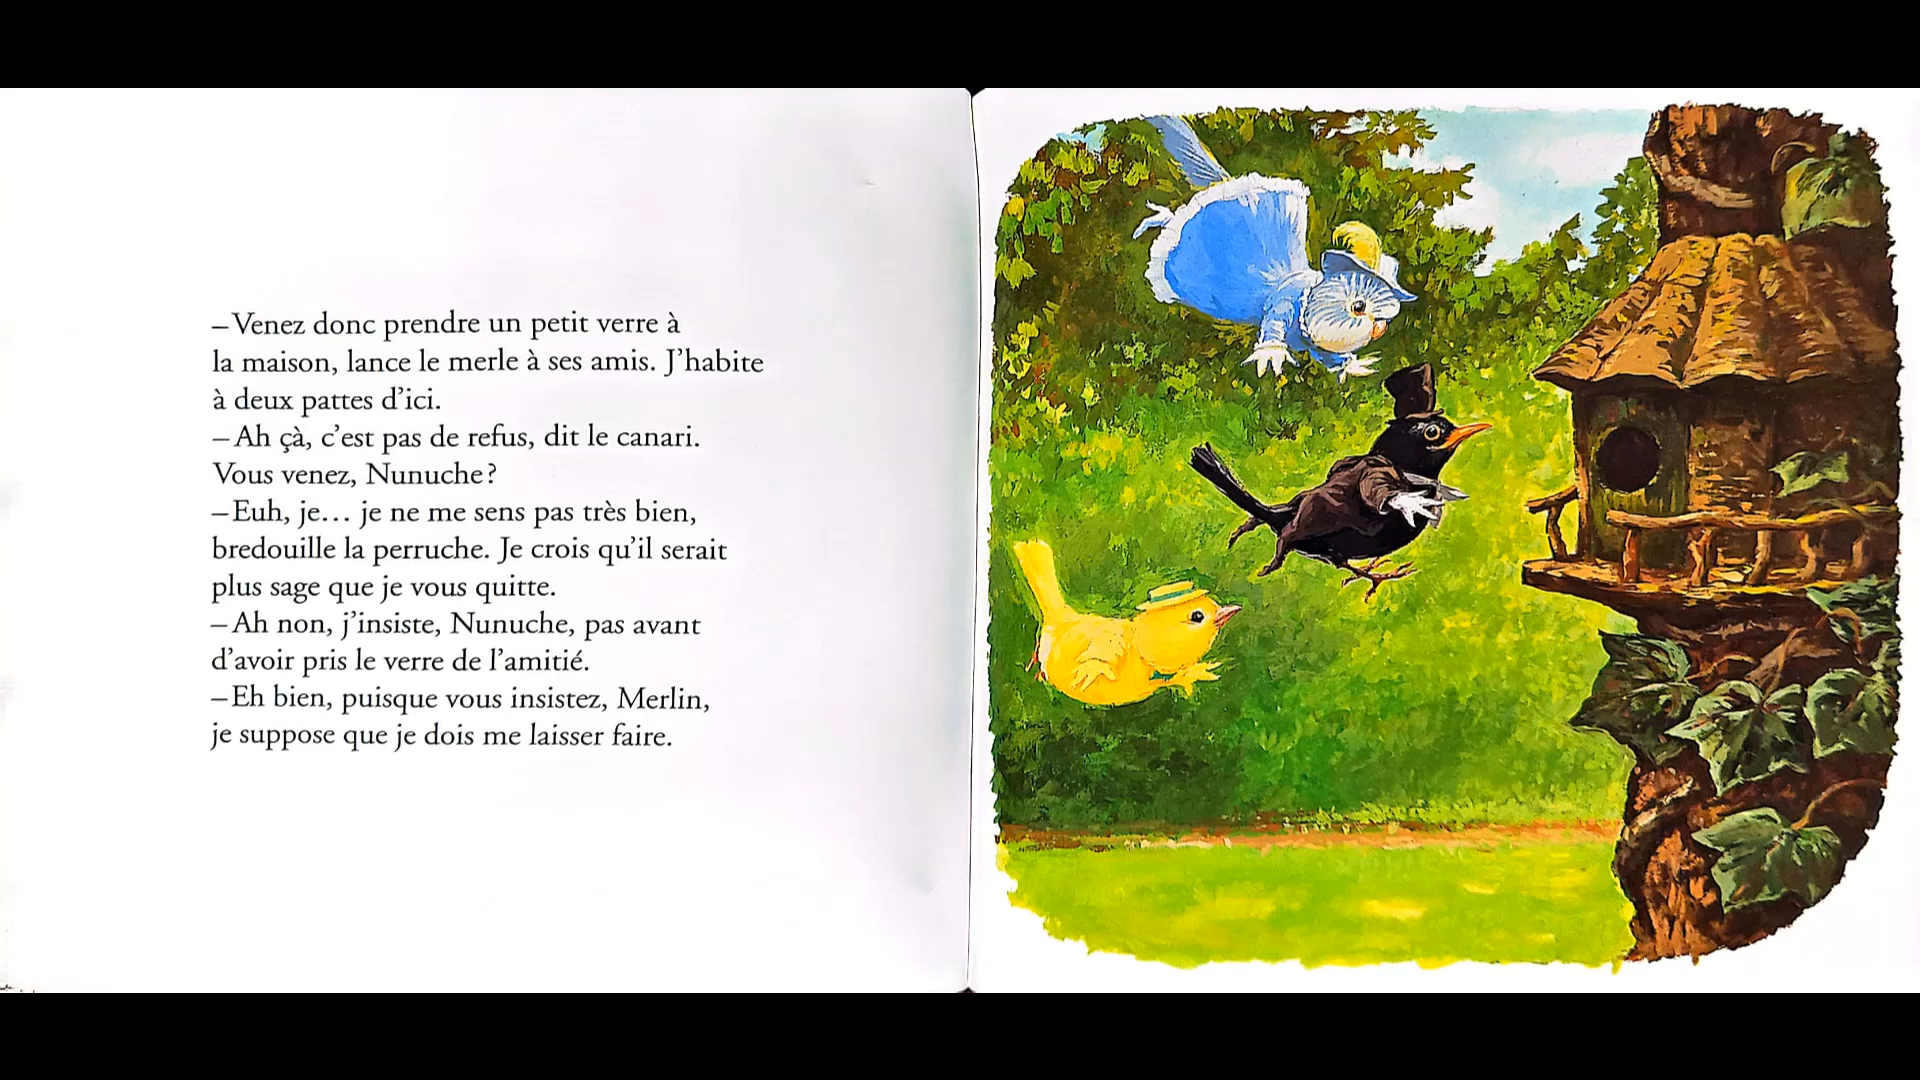 – Venez donc prendre un petit verre à
la maison, lance le merle à ses amis. J’habite
à deux pattes d’ici.
– Ah çà, c’est pas de refus, dit le canari.
Vous venez, Nunuche ?
– Euh, je… je ne me sens pas très bien,
bredouille la perruche. Je crois qu’il serait
plus sage que je vous quitte.
– Ah non, j’insiste, Nunuche, pas avant
d’avoir pris le verre de l’amitié.
– Eh bien, puisque vous insistez, Merlin,
je suppose que je dois me laisser faire.